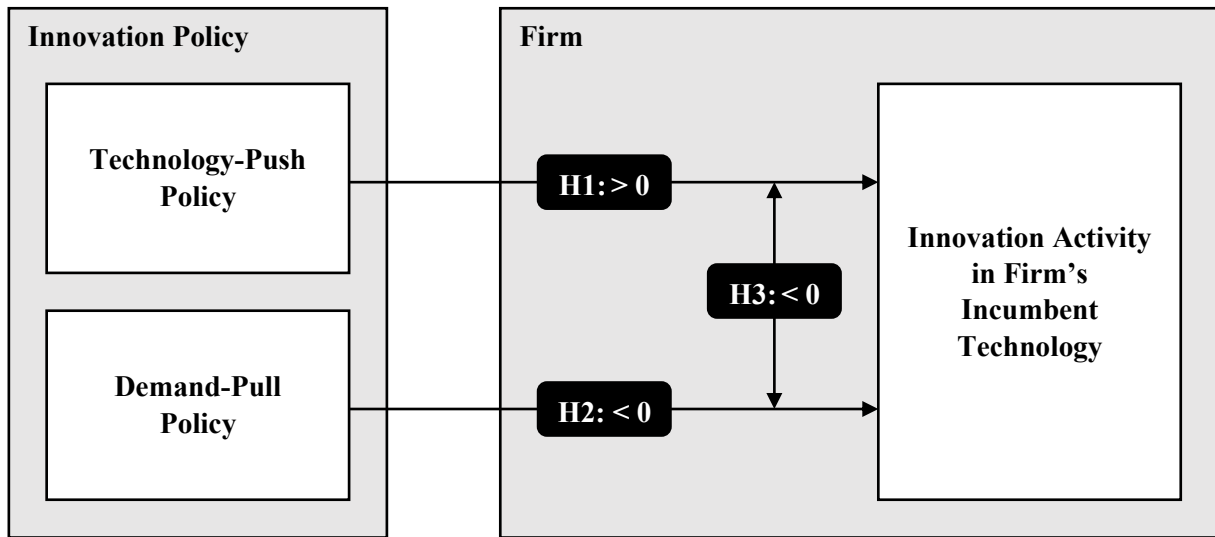 Innovation Policy
Technology-Push
Policy
Demand-Pull
Policy
Firm
H1: > 0
H3: < 0
H2: < 0
Innovation Activity
in Firm’s
Incumbent
Technology